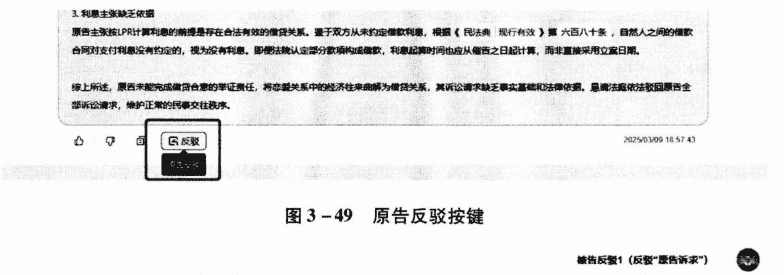 3. 利息主张缺乏依据
原告主张按LPR计算利息的前提是存在合法有效的借贷关系。鉴于双方从未约定借款利息，根据《 民法典 现行有效 》第 六百八十条 ，自然人之间的借款
合同对支付利息没有约定的，视为没有利息。即便法院认定部分款项构成借款，利息起算时间也应从催告之日起计算，而非直接采用立案日期。
综上所述，原告未能完成借贷合意的举证责任，将恋爱关系中的经济往来曲解为借贷关系，其诉讼请求缺乏事实基础和法律依据。恳请法庭依法驳回原告全
部诉讼请求，维护正常的民事交往秩序。
反驳
2025/03/09 18:57:43
图 3-49 原告反驳按键
被告反驳1（反驳“原告诉求”）